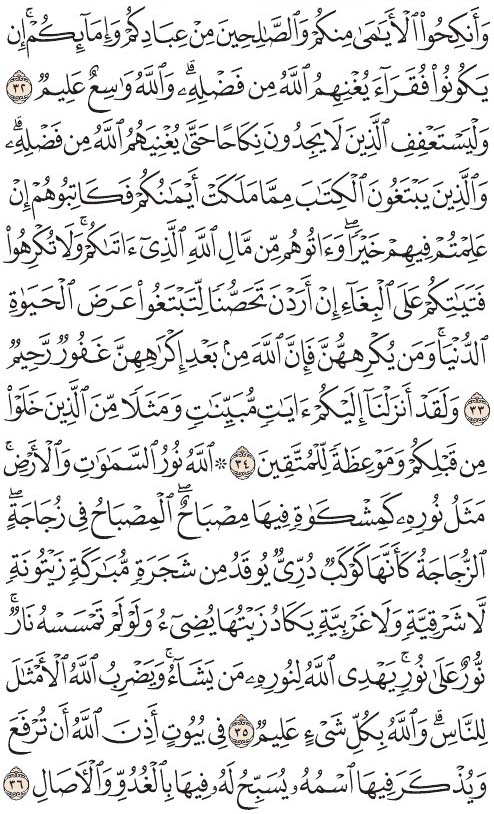 وَأَنكِحُوا۟ ٱلْأَيَـٰمَىٰ مِنكُمْ وَٱلصَّـٰلِحِينَ مِنْ عِبَادِكُمْ وَإِمَآئِكُمْ ۚ إِن
يَكُونُوا۟ فُقَرَآءَ يُغْنِهِمُ ٱللَّهُ مِن فَضْلِهِۦ ۗ وَٱللَّهُ وَٰسِعٌ عَلِيمٌ ٣٢
وَلْيَسْتَعْفِفِ ٱلَّذِينَ لَا يَجِدُونَ نِكَاحًا حَتَّىٰ يُغْنِيَهُمُ ٱللَّهُ مِن فَضْلِهِۦ ۗ
وَٱلَّذِينَ يَبْتَغُونَ ٱلْكِتَـٰبَ مِمَّا مَلَكَتْ أَيْمَـٰنُكُمْ فَكَاتِبُوهُمْ إِنْ
عَلِمْتُمْ فِيهِمْ خَيْرًا ۖ وَءَاتُوهُم مِّن مَّالِ ٱللَّهِ ٱلَّذِىٓ ءَاتَىٰكُمْ ۚ وَلَا تُكْرِهُوا۟
فَتَيَـٰتِكُمْ عَلَى ٱلْبِغَآءِ إِنْ أَرَدْنَ تَحَصُّنًا لِّتَبْتَغُوا۟ عَرَضَ ٱلْحَيَوٰةِ
ٱلدُّنْيَا ۚ وَمَن يُكْرِههُّنَّ فَإِنَّ ٱللَّهَ مِنۢ بَعْدِ إِكْرَٰهِهِنَّ غَفُورٌ رَّحِيمٌ
٣٣ وَلَقَدْ أَنزَلْنَآ إِلَيْكُمْ ءَايَـٰتٍ مُّبَيِّنَـٰتٍ وَمَثَلًا مِّنَ ٱلَّذِينَ خَلَوْا۟
مِن قَبْلِكُمْ وَمَوْعِظَةً لِّلْمُتَّقِينَ ٣٤ ۞ ٱللَّهُ نُورُ ٱلسَّمَـٰوَٰتِ وَٱلْأَرْضِ ۚ
مَثَلُ نُورِهِۦ كَمِشْكَوٰةٍ فِيهَا مِصْبَاحٌ ۖ ٱلْمِصْبَاحُ فِى زُجَاجَةٍ ۖ
ٱلزُّجَاجَةُ كَأَنَّهَا كَوْكَبٌ دُرِّىٌّ يُوقَدُ مِن شَجَرَةٍ مُّبَـٰرَكَةٍ زَيْتُونَةٍ
لَّا شَرْقِيَّةٍ وَلَا غَرْبِيَّةٍ يَكَادُ زَيْتُهَا يُضِىٓءُ وَلَوْ لَمْ تَمْسَسْهُ نَارٌ ۚ
نُّورٌ عَلَىٰ نُورٍ ۗ يَهْدِى ٱللَّهُ لِنُورِهِۦ مَن يَشَآءُ ۚ وَيَضْرِبُ ٱللَّهُ ٱلْأَمْثَـٰلَ
لِلنَّاسِ ۗ وَٱللَّهُ بِكُلِّ شَىْءٍ عَلِيمٌ ٣٥ فِى بُيُوتٍ أَذِنَ ٱللَّهُ أَن تُرْفَعَ
وَيُذْكَرَ فِيهَا ٱسْمُهُۥ يُسَبِّحُ لَهُۥ فِيهَا بِٱلْغُدُوِّ وَٱلْـَٔاصَالِ ٣٦